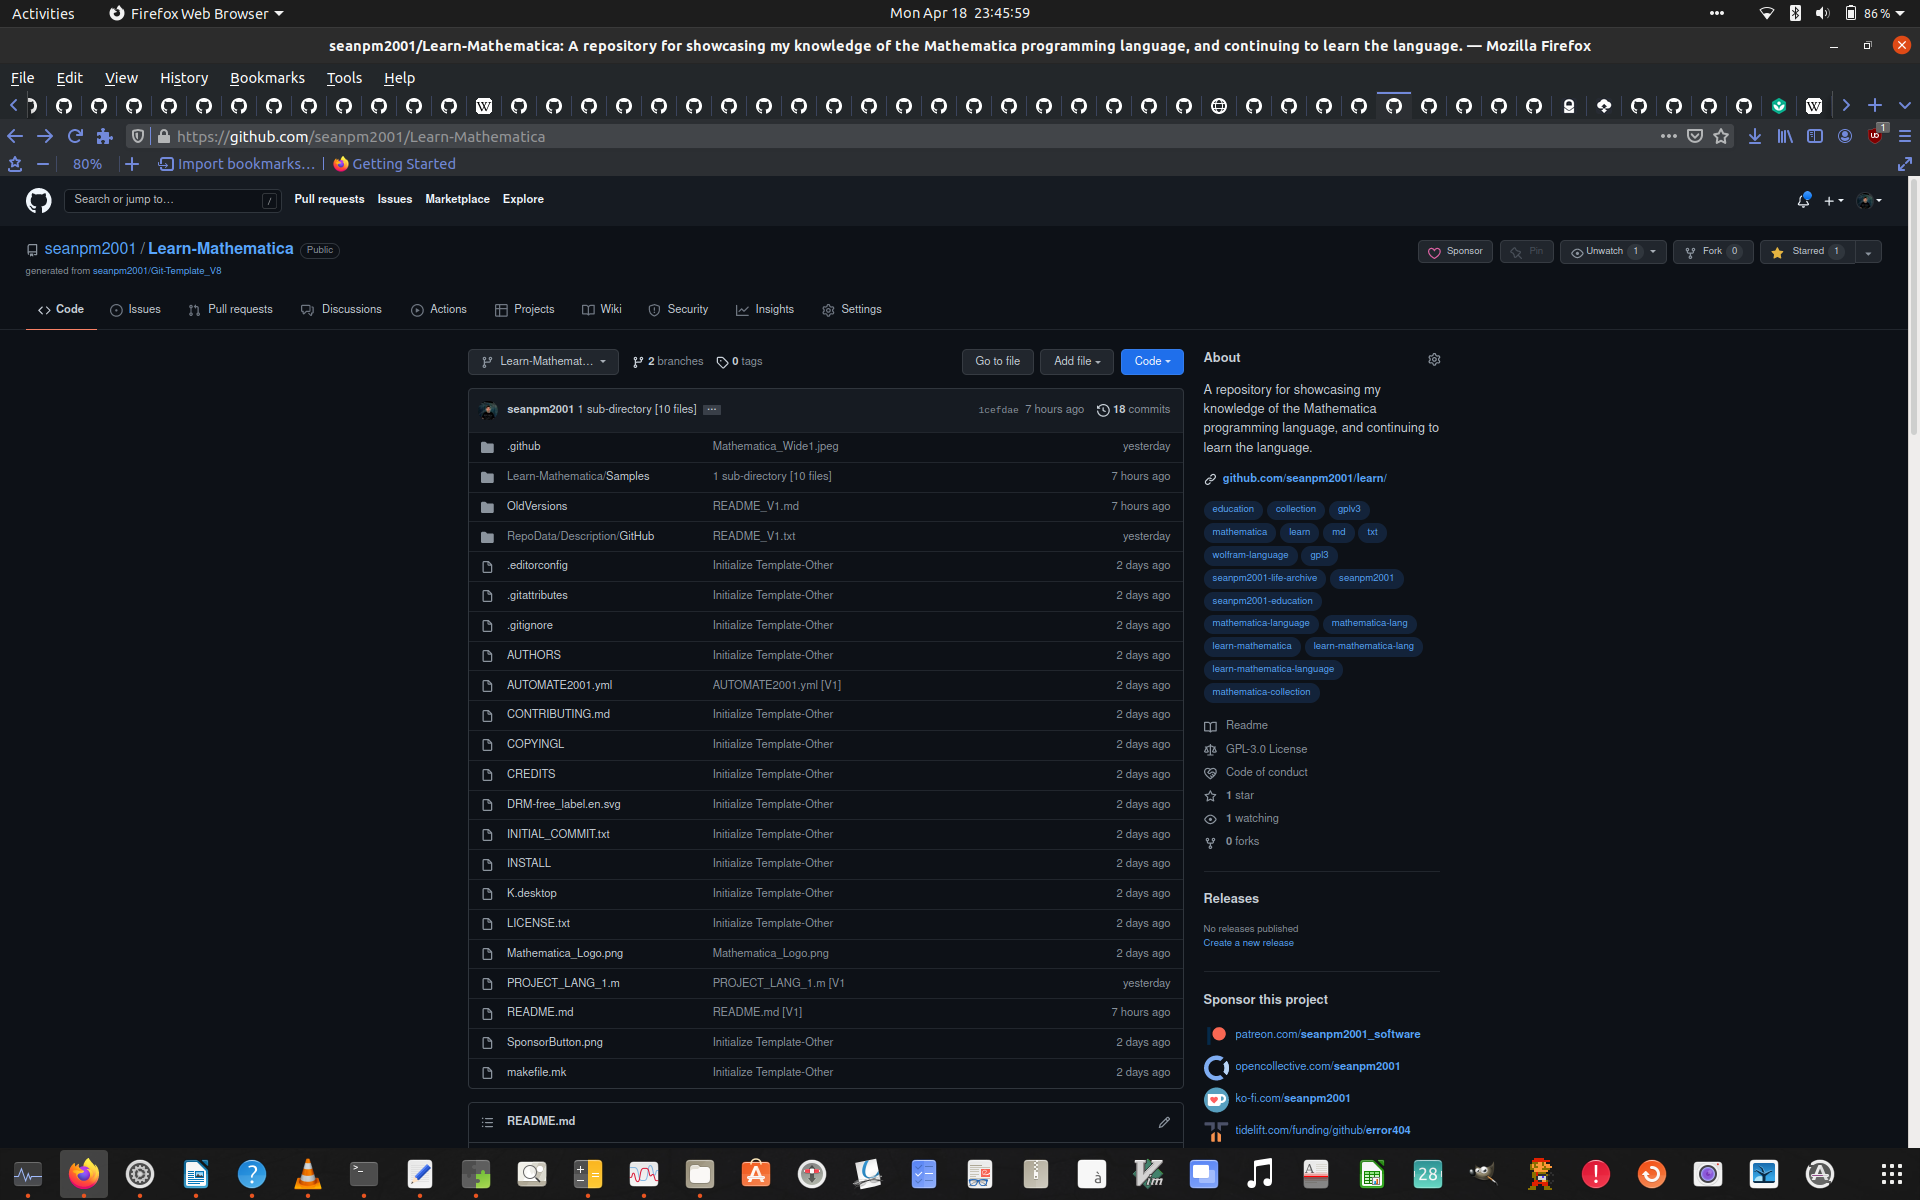 Activities
Firefox Web Browser
Mon Apr 18 23:45:59
86 %
seanpm2001/Learn-Mathematica: A repository for showcasing my knowledge of the Mathematica programming language, and continuing to learn the language. — Mozilla Firefox
File Edit View History Bookmarks Tools Help
https://github.com/seanpm2001/Learn-Mathematica
1
80%
Import bookmarks...
Getting Started
Search or jump to...
/
Pull requests Issues Marketplace Explore
seanpm2001 / Learn-Mathematica Public
generated from seanpm2001/Git-Template_V8
Sponsor
Pin
Unwatch 1
Fork 0
Starred 1
Code Issues Pull requests Discussions Actions Projects Wiki Security Insights Settings
Learn-Mathemat...
2 branches
0 tags
Go to file
Add file
Code
seanpm2001 1 sub-directory [10 files] ... 1cefdae 7 hours ago 18 commits
.github Mathematica_Wide1.jpeg yesterday
Learn-Mathematica/Samples 1 sub-directory [10 files] 7 hours ago
OldVersions README_V1.md 7 hours ago
RepoData/Description/GitHub README_V1.txt yesterday
.editorconfig Initialize Template-Other 2 days ago
.gitattributes Initialize Template-Other 2 days ago
.gitignore Initialize Template-Other 2 days ago
AUTHORS Initialize Template-Other 2 days ago
AUTOMATE2001.yml AUTOMATE2001.yml [V1] 2 days ago
CONTRIBUTING.md Initialize Template-Other 2 days ago
COPYINGL Initialize Template-Other 2 days ago
CREDITS Initialize Template-Other 2 days ago
DRM-free_label.en.svg Initialize Template-Other 2 days ago
INITIAL_COMMIT.txt Initialize Template-Other 2 days ago
INSTALL Initialize Template-Other 2 days ago
K.desktop Initialize Template-Other 2 days ago
LICENSE.txt Initialize Template-Other 2 days ago
Mathematica_Logo.png Mathematica_Logo.png 2 days ago
PROJECT_LANG_1.m PROJECT_LANG_1.m [V1 yesterday
README.md README.md [V1] 7 hours ago
SponsorButton.png Initialize Template-Other 2 days ago
makefile.mk Initialize Template-Other 2 days ago
README.md
About
A repository for showcasing my
knowledge of the Mathematica
programming language, and continuing to
learn the language.
github.com/seanpm2001/learn/
education collection gplv3
mathematica learn md txt
wolfram-language gpl3
seanpm2001-life-archive seanpm2001
seanpm2001-education
mathematica-language mathematica-lang
learn-mathematica learn-mathematica-lang
learn-mathematica-language
mathematica-collection
Readme
GPL-3.0 License
Code of conduct
1 star
1 watching
0 forks
Releases
No releases published
Create a new release
Sponsor this project
patreon.com/seanpm2001_software
opencollective.com/seanpm2001
ko-fi.com/seanpm2001
tidelift.com/funding/github/error404
28